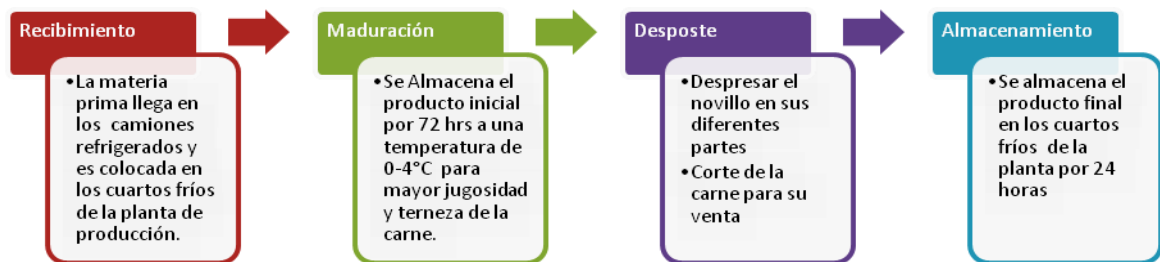 Recibimiento
•La materia
prima llega en
los camiones
refrigerados y
es colocada en
los cuartos fríos
de la planta de
producción.
Maduración
•Se Almacena el
producto inicial
por 72 hrs a una
temperatura de
0-4°C para
mayor jugosidad
y terneza de la
carne.
Desposte
•Despresar el
novillo en sus
diferentes
partes
•Corte de la
carne para su
venta
Almacenamiento
•Se almacena el
producto final
en los cuartos
fríos de la
planta por 24
horas